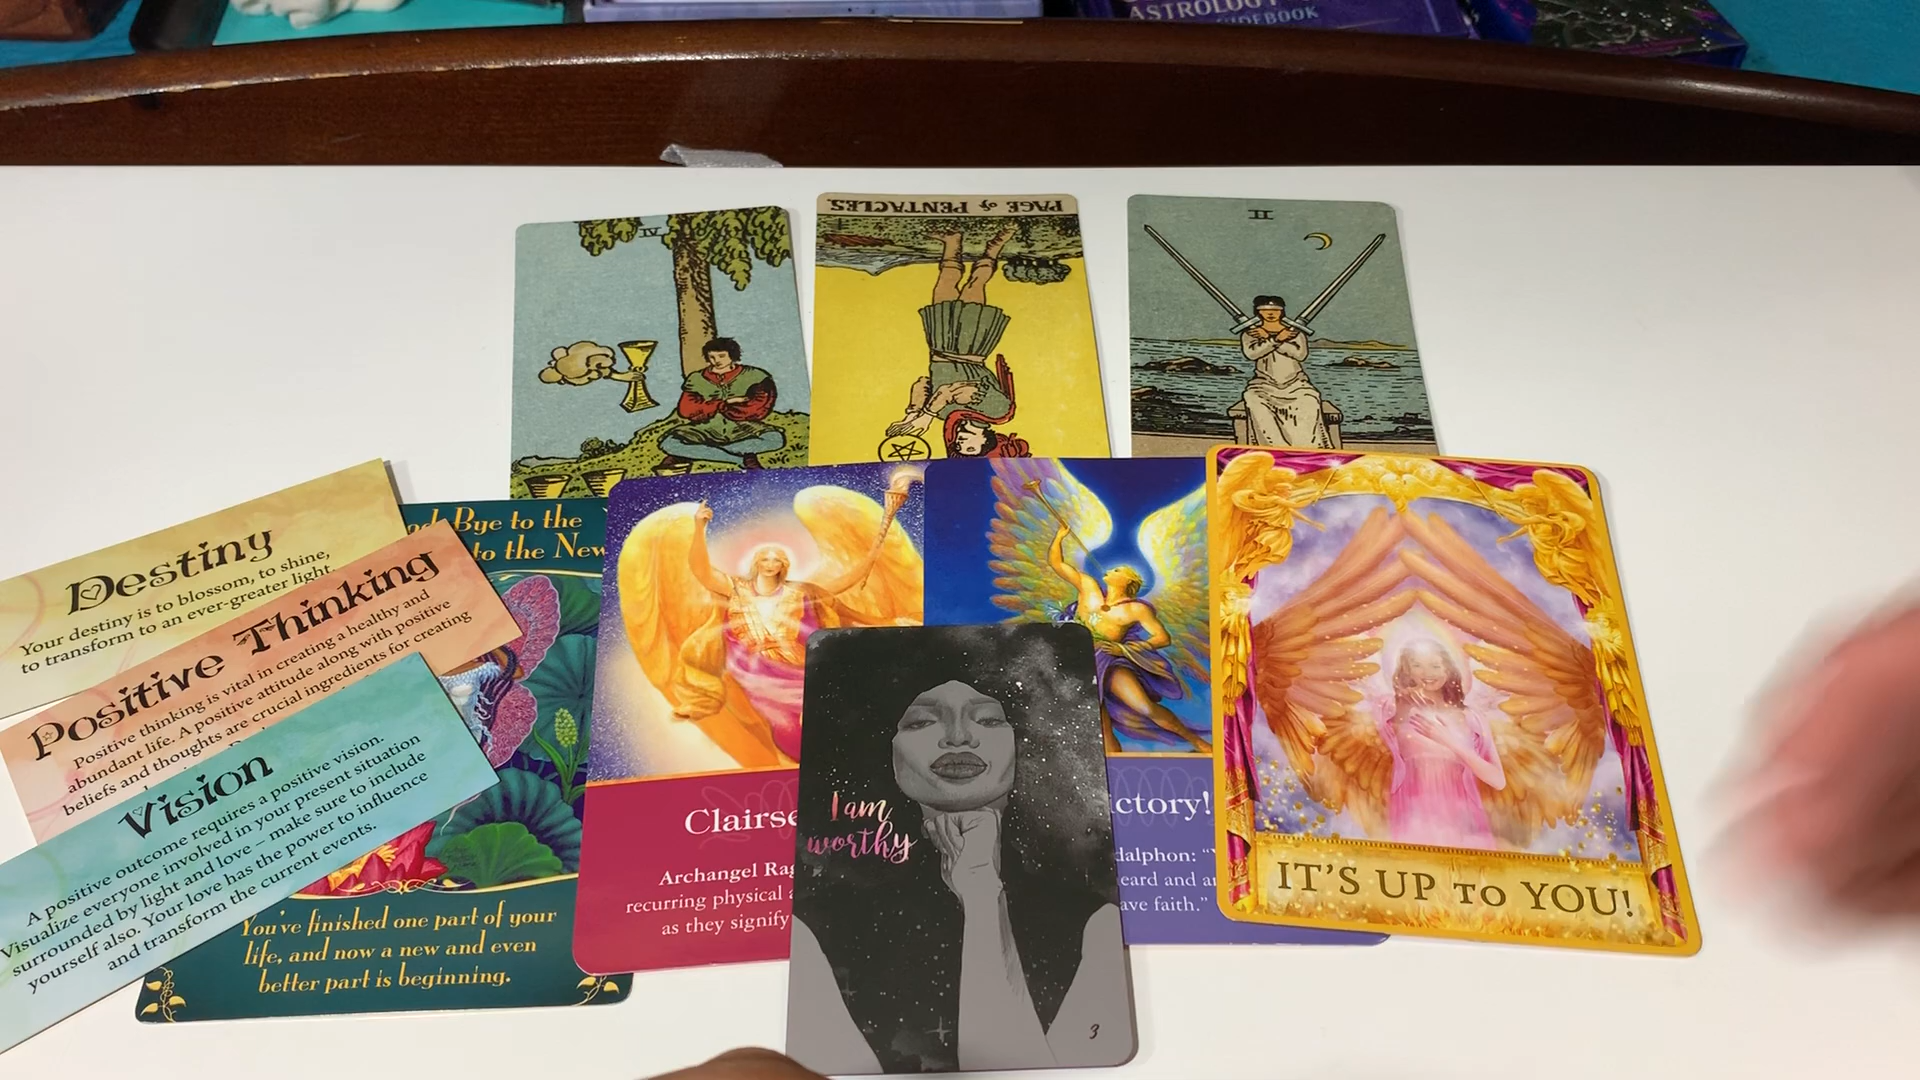 ASTROLOGY
GUIDEBOOK
IV
PAGE of PENTACLES.
II
Destiny
Your destiny is to blossom, to shine,
to transform to an ever-greater light.
Positive Thinking
Positive thinking is vital in creating a healthy and
abundant life. A positive attitude along with positive
beliefs and thoughts are crucial ingredients for creating
Vision
A positive outcome requires a positive vision.
Visualize everyone involved in your present situation
surrounded by light and love – make sure to include
yourself also. Your love has the power to influence
and transform the current events.
Bye to the
to the New
You've finished one part of your
life, and now a new and even
better part is beginning.
Clairse
Archangel Rag
recurring physical a
as they signify
I am
worthy
3
ctory!
dalphon: "Y
eard and a
ave faith."
IT'S UP to YOU!